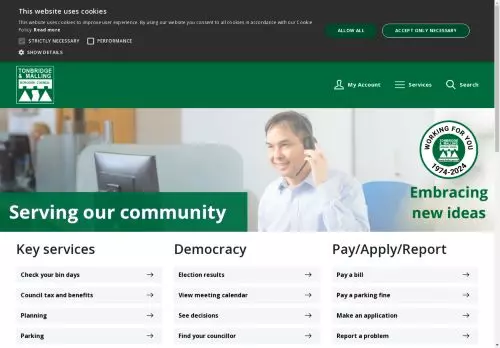 This website uses cookies
This website uses cookies to improve user experience. By using our website you consent to all cookies in accordance with our Cookie
Policy. Read more
STRICTLY NECESSARY
PERFORMANCE
SHOW DETAILS
ALLOW ALL
ACCEPT ONLY NECESSARY
TONBRIDGE
& MALLING
BOROUGH COUNCIL
My Account
Services
Search
WORKING FOR YOU
1974-2024
Embracing
new ideas
Serving our community
Key services
Check your bin days
Council tax and benefits
Planning
Parking
Democracy
Election results
View meeting calendar
See decisions
Find your councillor
Pay/Apply/Report
Pay a bill
Pay a parking fine
Make an application
Report a problem